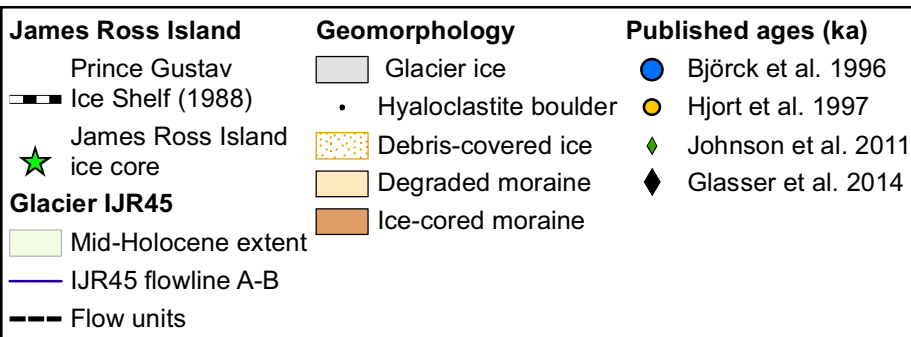 James Ross Island
Prince Gustav
Ice Shelf (1988)
James Ross Island
ice core
Glacier IJR45
Mid-Holocene extent
IJR45 flowline A-B
Flow units
Geomorphology
Glacier ice
Hyaloclastite boulder
Debris-covered ice
Degraded moraine
Ice-cored moraine
Published ages (ka)
Björck et al. 1996
Hjort et al. 1997
Johnson et al. 2011
Glasser et al. 2014